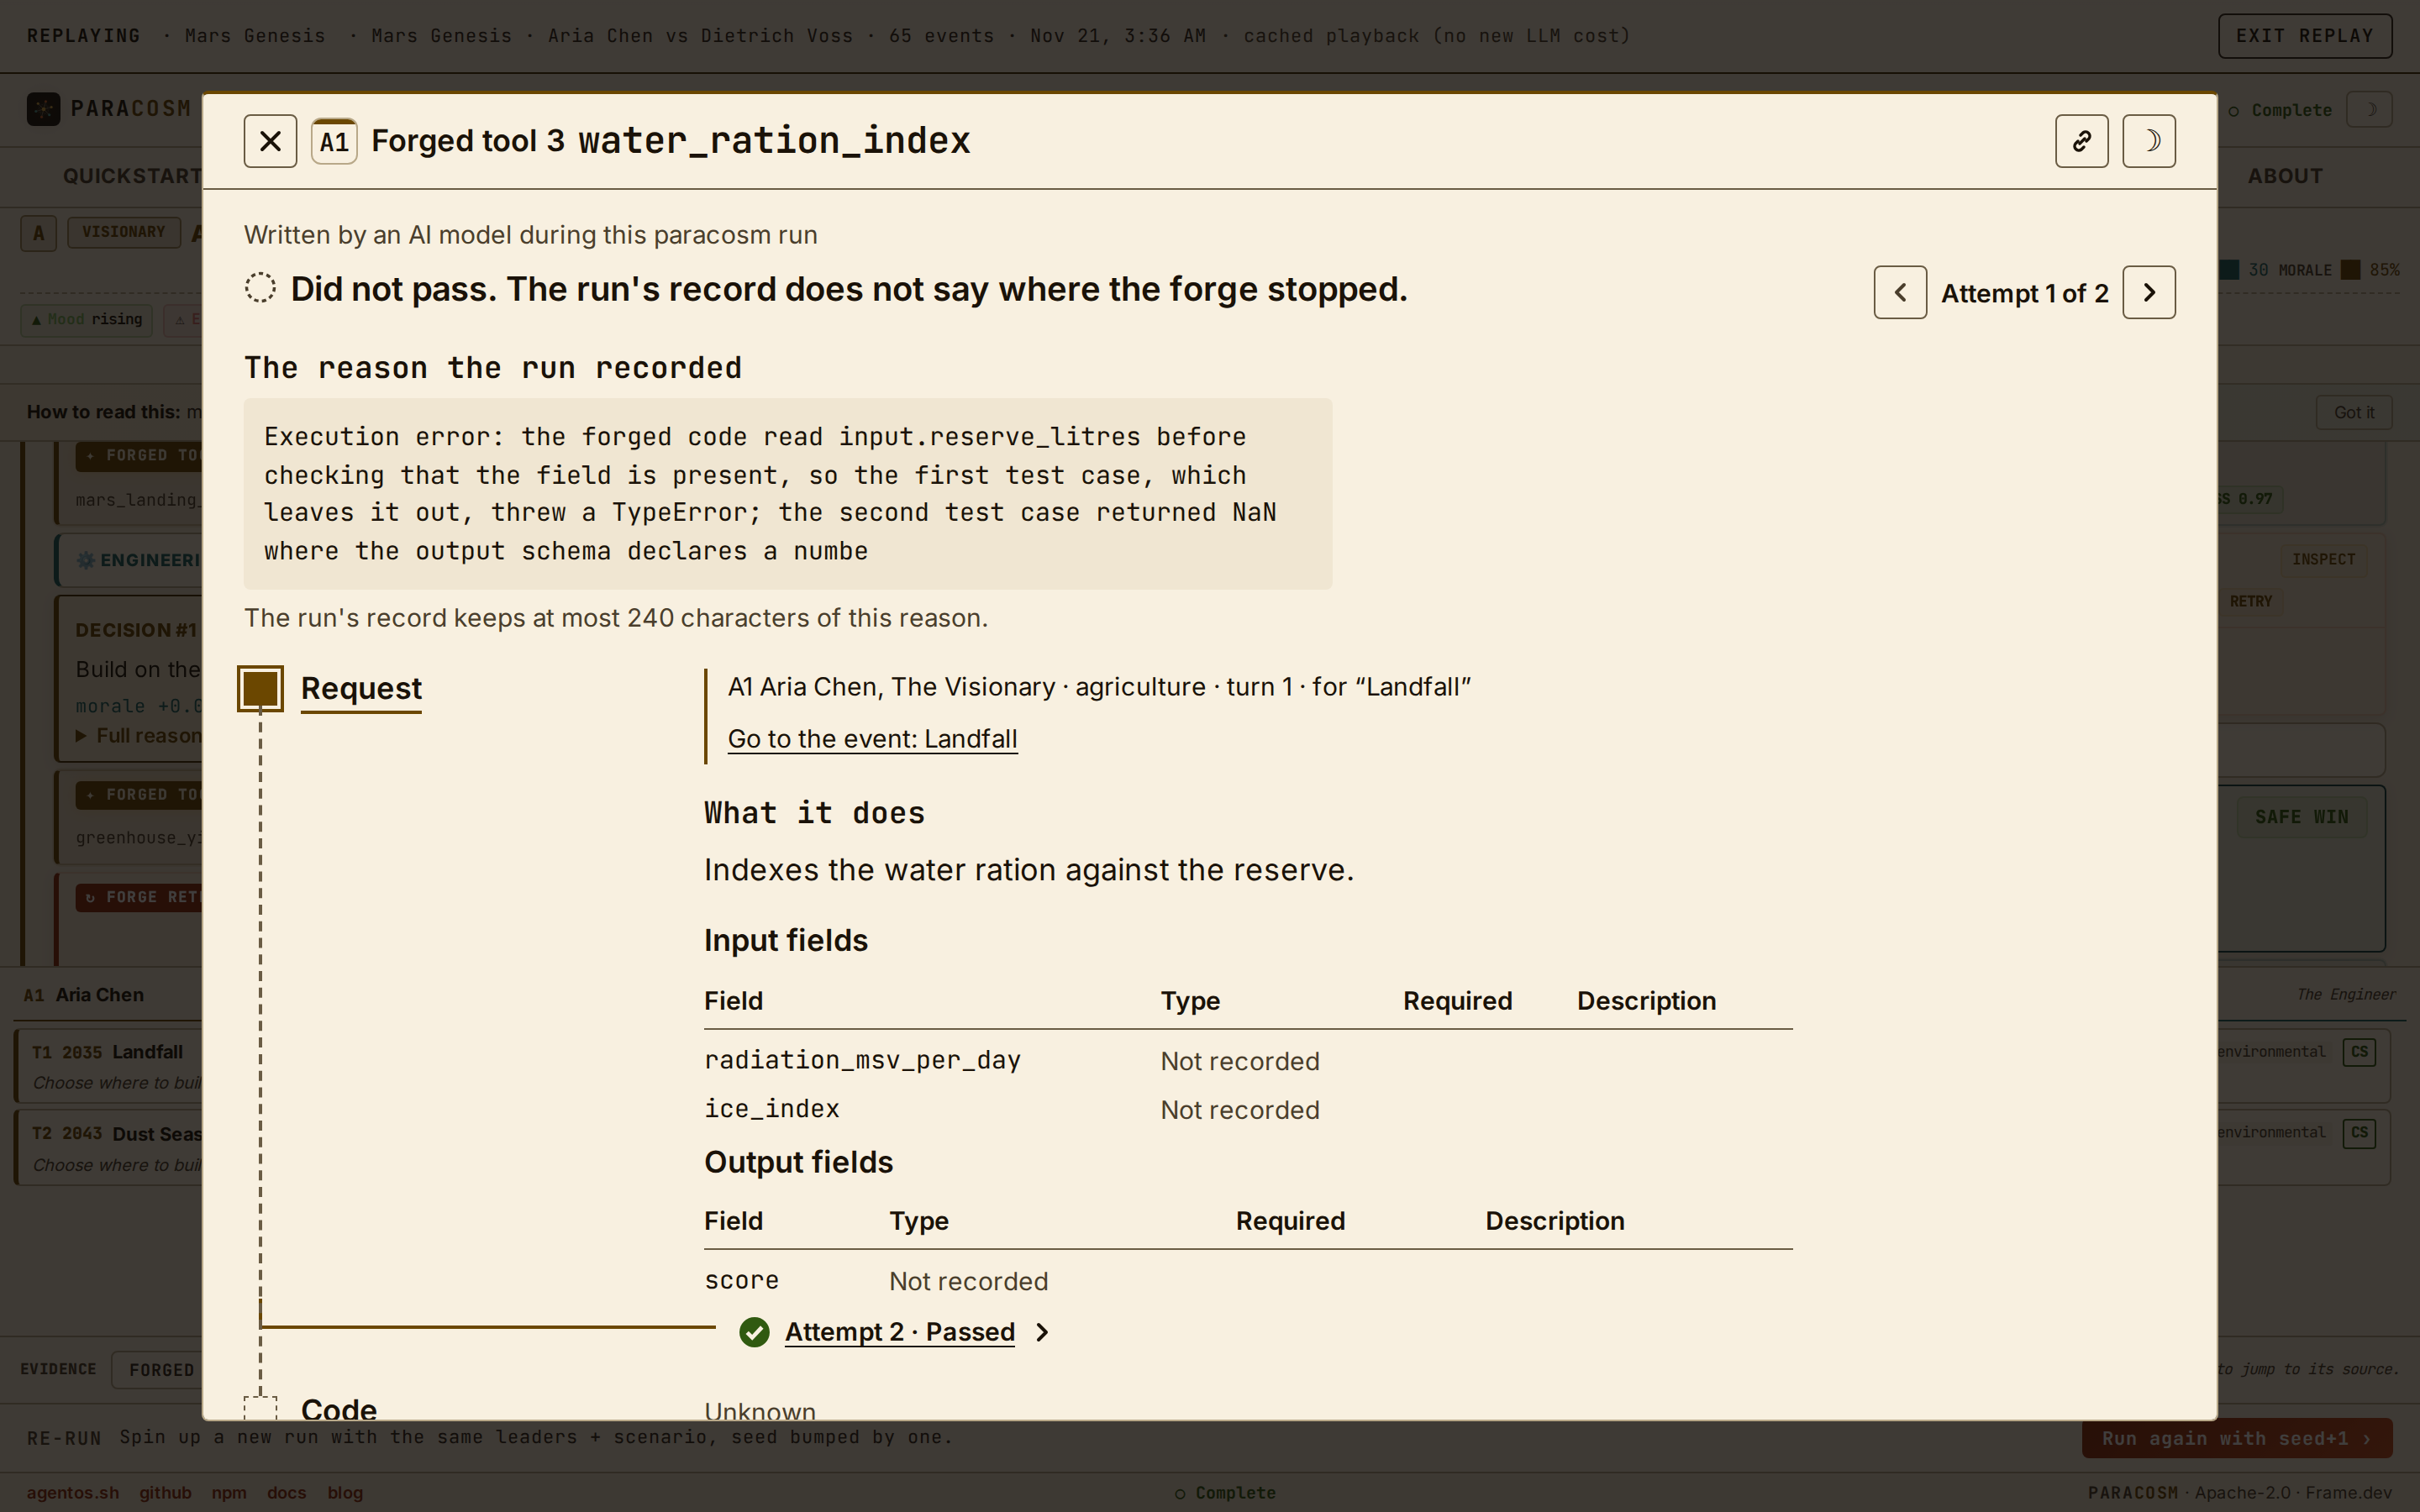 REPLAYING · Mars Genesis · Mars Genesis · Aria Chen vs Dietrich Voss · 65 events · Nov 21, 3:36 AM · cached playback (no new LLM cost)
EXIT REPLAY
PARACOSM
Complete
QUICKSTART
ABOUT
A VISIONARY
30 MORALE 85%
Mood rising
How to read this:
Got it
A1 Forged tool 3 water_ration_index
Written by an AI model during this paracosm run
Did not pass. The run's record does not say where the forge stopped.
Attempt 1 of 2
The reason the run recorded
Execution error: the forged code read input.reserve_litres before
checking that the field is present, so the first test case, which
leaves it out, threw a TypeError; the second test case returned NaN
where the output schema declares a numbe
The run's record keeps at most 240 characters of this reason.
Request
A1 Aria Chen, The Visionary · agriculture · turn 1 · for “Landfall”
Go to the event: Landfall
What it does
Indexes the water ration against the reserve.
Input fields
Field Type Required Description
radiation_msv_per_day Not recorded
ice_index Not recorded
Output fields
Field Type Required Description
score Not recorded
Attempt 2 · Passed
Code Unknown
FORGED
mars_landing_
DECISION #1
Build on the
morale
Full reason
FORGED
FORGE
0.97
INSPECT
RETRY
SAFE WIN
A1 Aria Chen
The Engineer
T1 2035 Landfall
Choose where to
environmental CS
T2 2043 Dust
Choose where to
environmental CS
EVIDENCE FORGED
to jump to its source.
RE-RUN Spin up a new run with the same leaders + scenario, seed bumped by one.
Run again with seed+1 ›
agentos.sh github npm docs blog
Complete
PARACOSM · Apache-2.0 · Frame.dev